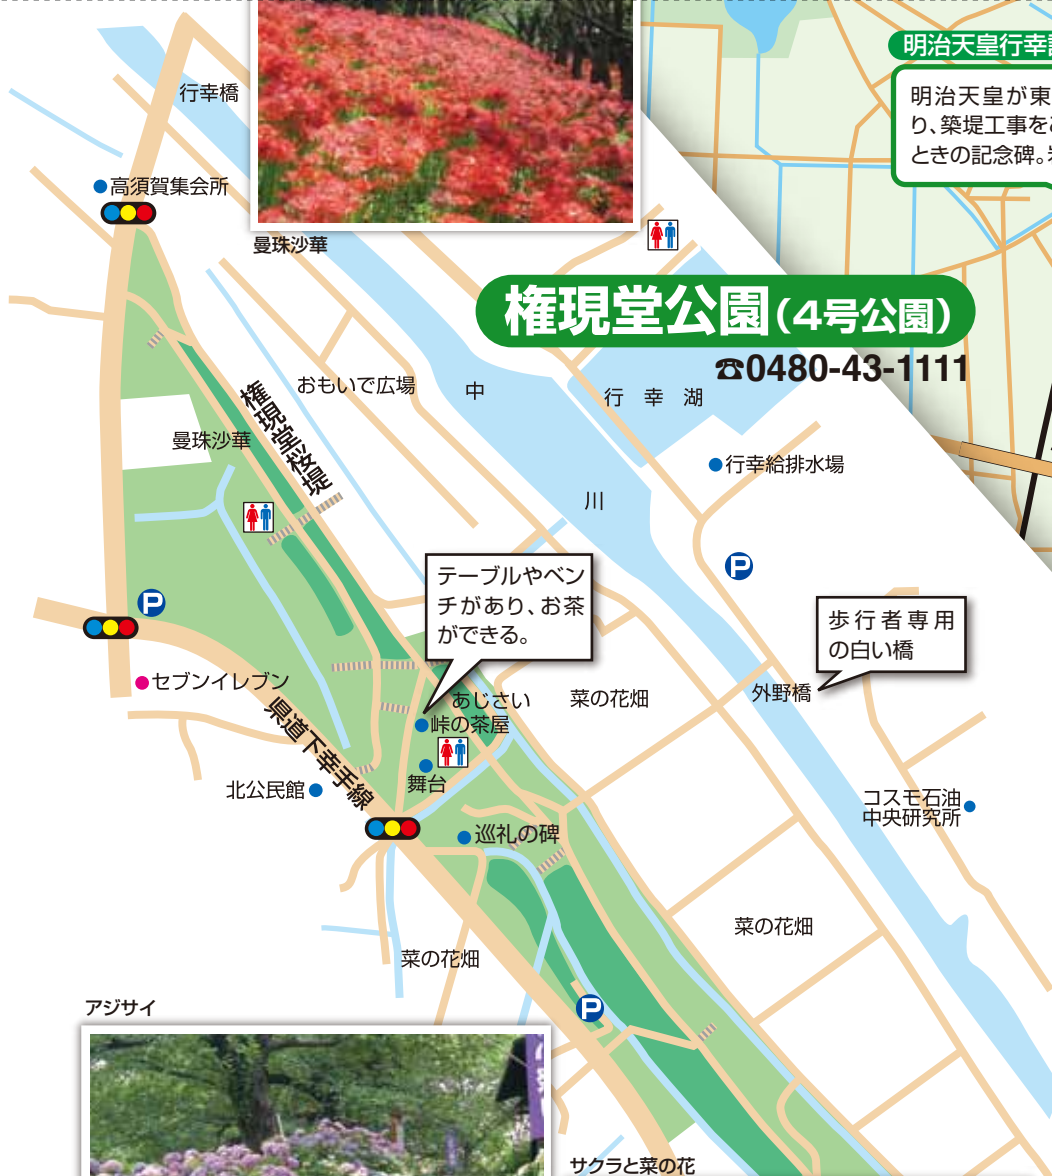 明治天皇行幸
明治天皇が東
り、築堤工事を
ときの記念碑。
行幸橋
高須賀集会所
曼珠沙華
権現堂公園(4号公園)
☎0480-43-1111
おもいで広場
権現堂桜堤
中
川
行幸湖
曼珠沙華
行幸給排水場
P
テーブルやベン
チがあり、お茶
ができる。
P
歩行者専用
の白い橋
セブンイレブン
あじさい
菜の花畑
外野橋
峠の茶屋
県道下幸手線
舞台
北公民館
コスモ石油
中央研究所
巡礼の碑
菜の花畑
菜の花畑
アジサイ
P
サクラと菜の花